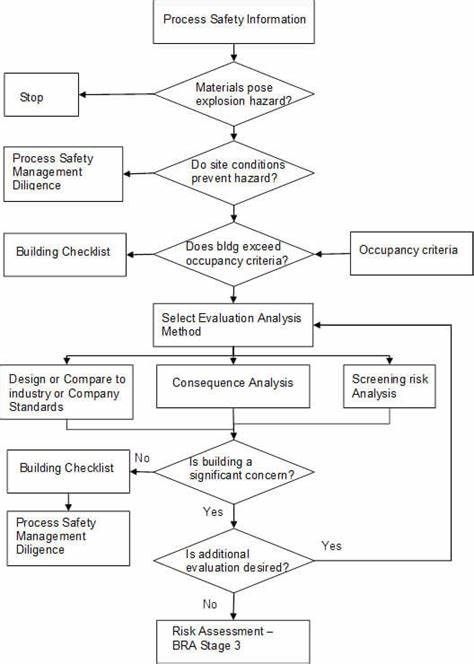 Process Safety Information
Materials pose
explosion hazard?
Stop
Do site conditions
prevent hazard?
Process Safety
Management
Diligence
Does bldg exceed
occupancy criteria?
Building Checklist
Occupancy criteria
Select Evaluation Analysis
Method
Design or Compare to
industry or Company
Standards
Consequence Analysis
Screening risk
Analysis
Is building a
significant concern?
No
Building Checklist
Process Safety
Management
Diligence
Yes
Is additional
evaluation desired?
Yes
No
Risk Assessment –
BRA Stage 3